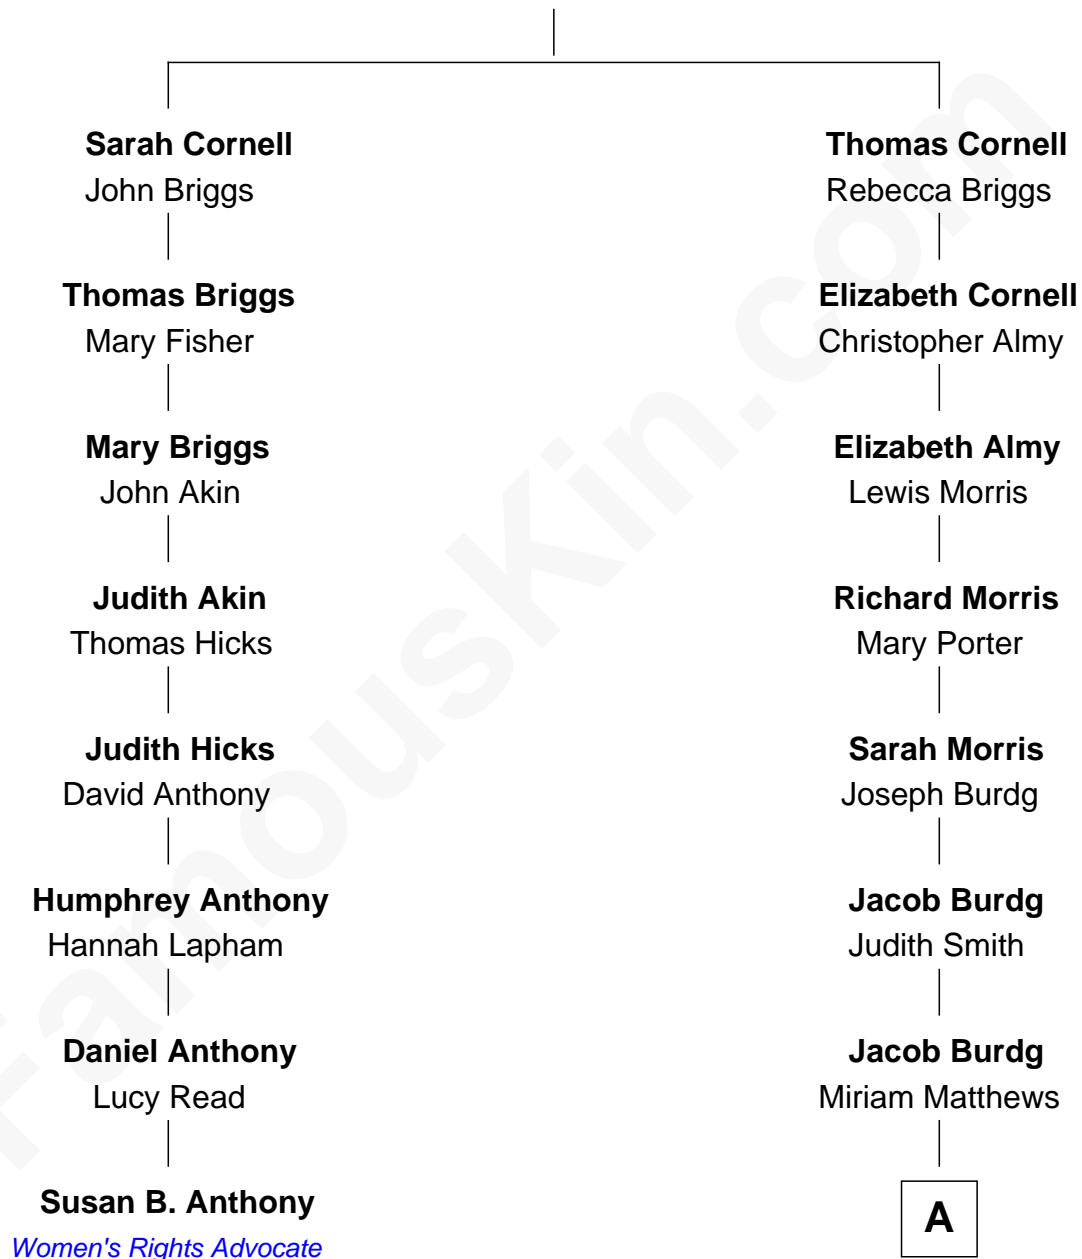 Sarah Cornell
John Briggs
Thomas Briggs
Mary Fisher
Mary Briggs
John Akin
Judith Akin
Thomas Hicks
Judith Hicks
David Anthony
Humphrey Anthony
Hannah Lapham
Daniel Anthony
Lucy Read
Susan B. Anthony
Women's Rights Advocate
Thomas Cornell
Rebecca Briggs
Elizabeth Cornell
Christopher Almy
Elizabeth Almy
Lewis Morris
Richard Morris
Mary Porter
Sarah Morris
Joseph Burdg
Jacob Burdg
Judith Smith
Jacob Burdg
Miriam Matthews
A
FamousKin.com